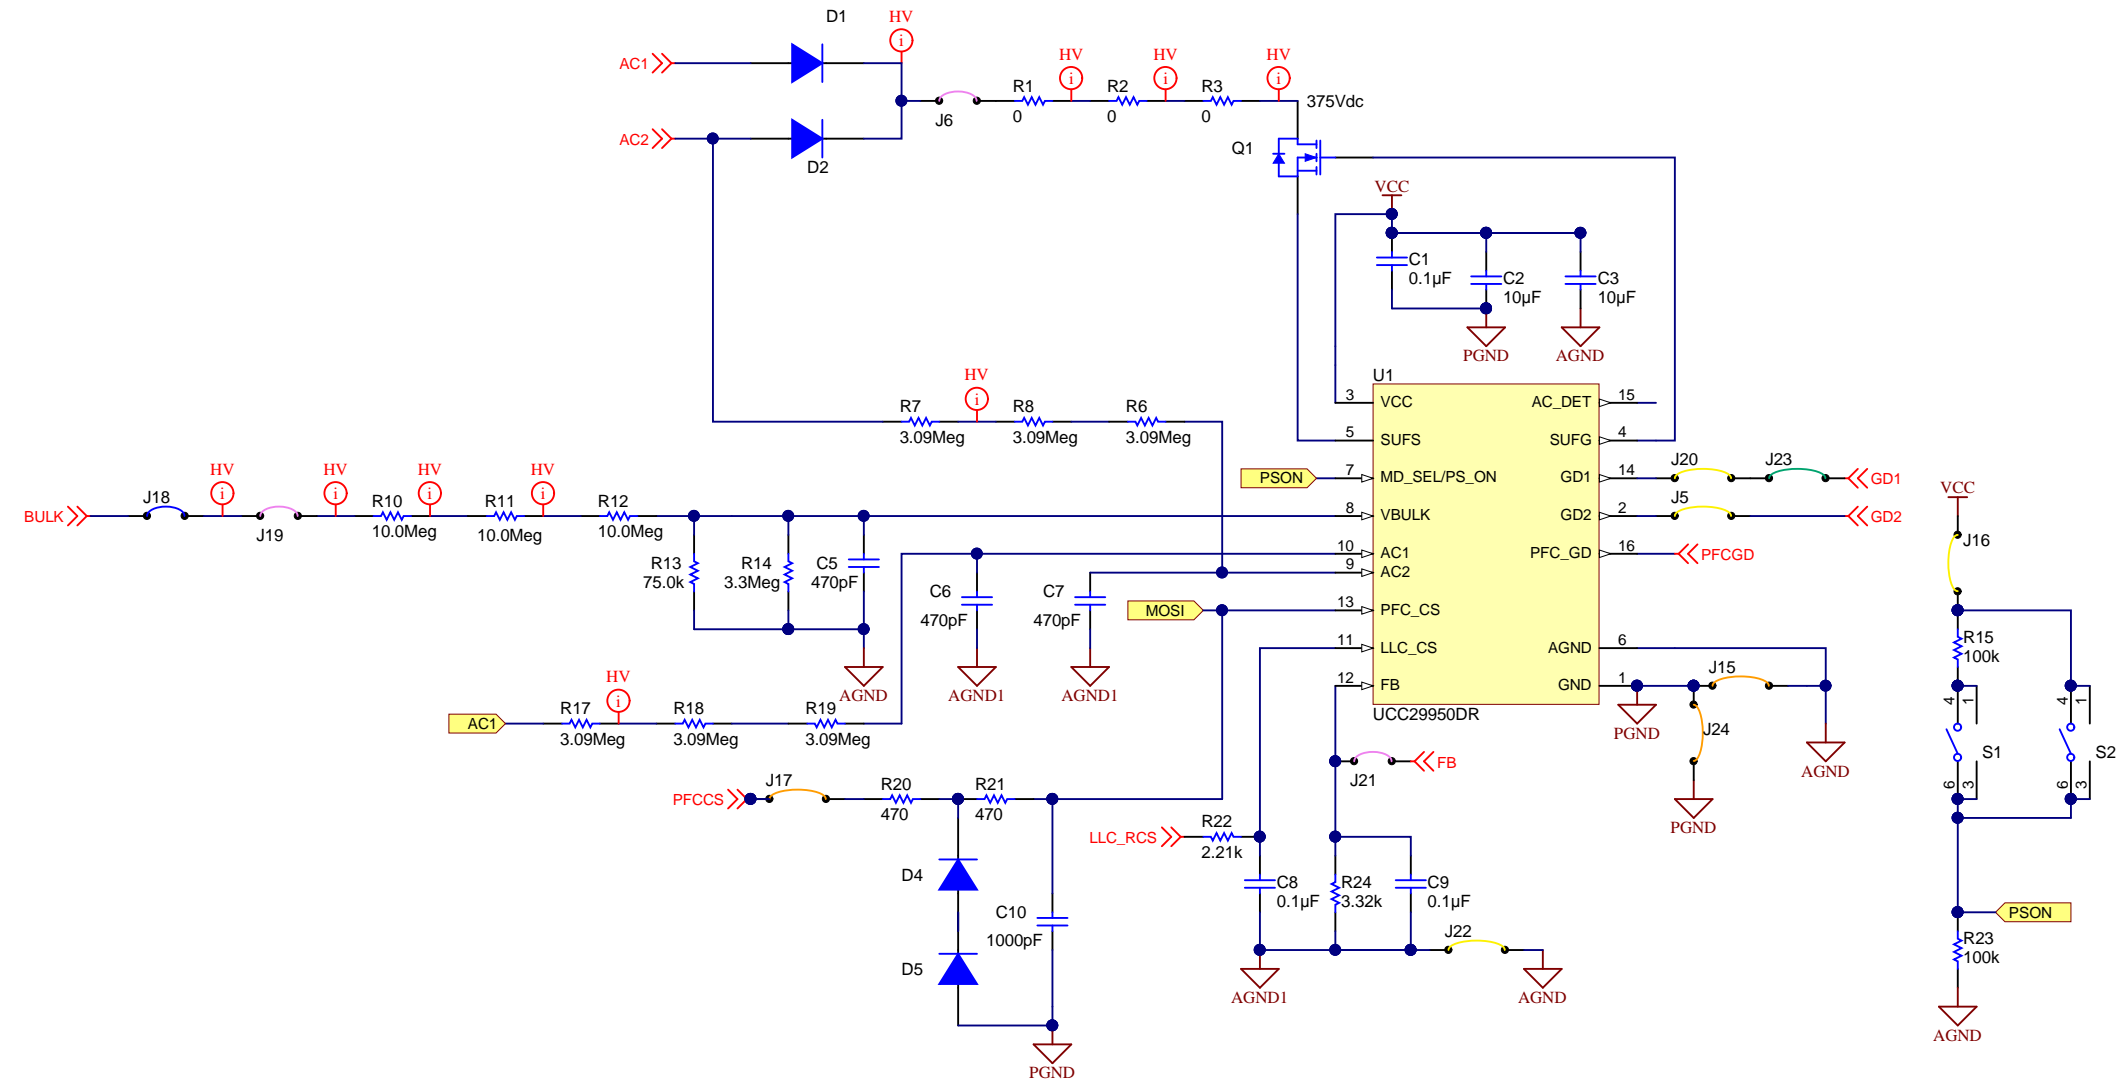 D1
HV
AC1
HV
HV
HV
R1
R2
R3
375Vdc
0
0
0
J6
AC2
D2
Q1
VCC
C1
0.1µF
C2
10µF
C3
10µF
PGND
AGND
HV
R7
R8
R6
3.09Meg
3.09Meg
3.09Meg
U1
3
VCC
AC_DET
15
5
SUFS
SUFG
4
PSON
7
MD_SEL/PS_ON
GD1
14
J20
J23
GD1
8
VBULK
GD2
2
J5
GD2
10
AC1
PFC_GD
16
PFCGD
9
AC2
MOSI
13
PFC_CS
11
LLC_CS
AGND
6
12
FB
GND
1
J15
UCC29950DR
PGND
J24
AGND
PGND
HV
HV
HV
HV
BULK
J18
J19
R10
10.0Meg
R11
10.0Meg
R12
10.0Meg
R13
75.0k
R14
3.3Meg
C5
470pF
C6
470pF
C7
470pF
AGND
AGND1
AGND1
HV
AC1
R17
3.09Meg
R18
3.09Meg
R19
3.09Meg
PFCCS
J17
R20
470
R21
470
D4
C10
1000pF
D5
PGND
J21
FB
LLC_RCS
R22
2.21k
C8
0.1µF
R24
3.32k
C9
0.1µF
J22
AGND1
AGND
VCC
J16
R15
100k
4
1
4
1
S1
S2
6
3
6
3
PSON
R23
100k
AGND